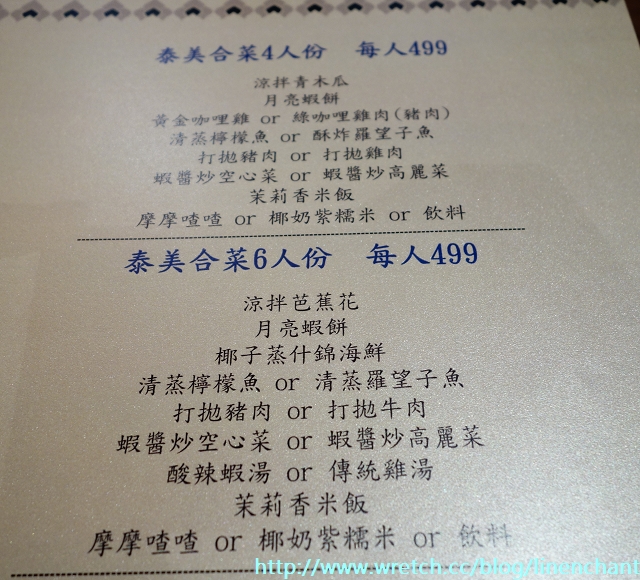 泰美合菜4人份 每人499
涼拌青木瓜
月亮蝦餅
黃金咖哩雞 or 綠咖哩雞肉(豬肉)
清蒸檸檬魚 or 酥炸羅望子魚
打拋豬肉 or 打拋雞肉
蝦醬炒空心菜 or 蝦醬炒高麗菜
茉莉香米飯
摩摩喳喳 or 椰奶紫糯米 or 飲料
泰美合菜6人份 每人499
涼拌芭蕉花
月亮蝦餅
椰子蒸什錦海鮮
清蒸檸檬魚 or 清蒸羅望子魚
打拋豬肉 or 打拋牛肉
蝦醬炒空心菜 or 蝦醬炒高麗菜
酸辣蝦湯 or 傳統雞湯
茉莉香米飯
摩摩喳喳 or 椰奶紫糯米 or 飲料
http://www.wretch.cc/blog/linenchani